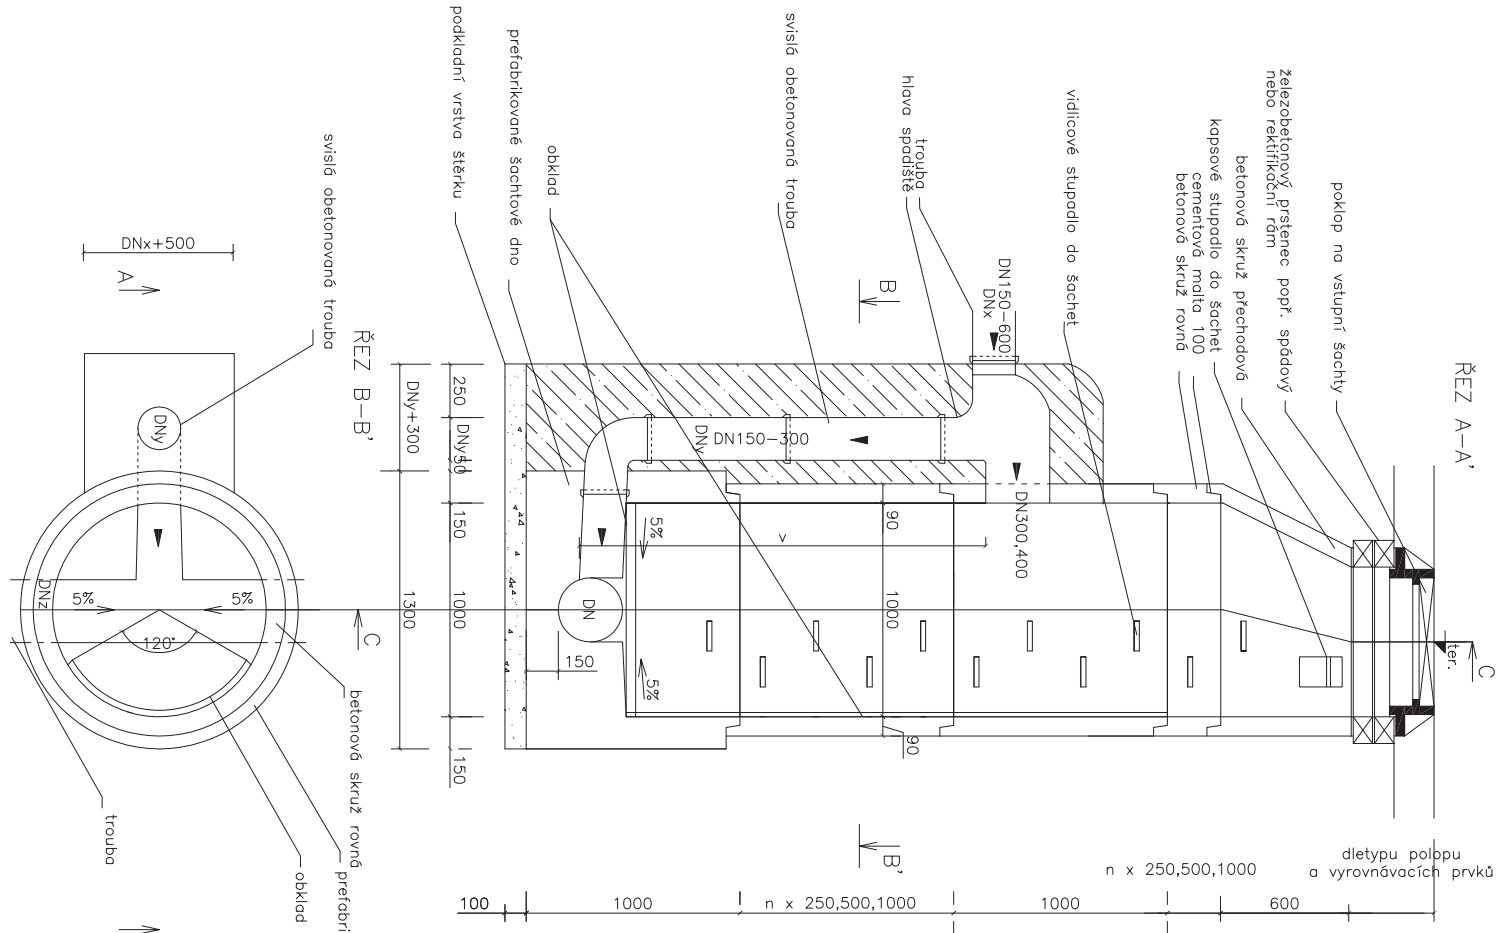 ŘEZ A-A'
poklop na vstupní šachty
železobetonový prstenec popř. spádový
nebo rektifikační rám
betonová skruž přechodová
kapsové stupadlo do šachet
cementová malta 100
betonová skruž rovná
vidlicové stupadlo do šachet
trouba
hlava spadiště
svislá obetonovaná trouba
obklad
prefabrikované šachtové dno
podkladní vrstva štěrku
B
DN150-600
DNx
DNy
DN150-300
DN300,400
250
DNy
50
150
1000
150
DNy+300
1300
90
1000
90
v
5%
5%
DN
150
C
C
ter.
B'
dletypu polopu
a vyrovnávacích prvků
n x 250,500,1000
100
1000
n x 250,500,1000
1000
600
ŘEZ B-B'
svislá obetonovaná trouba
DNx+500
A
DNy
DNz
5%
5%
120°
betonová skruž rovná
prefabri
obklad
trouba